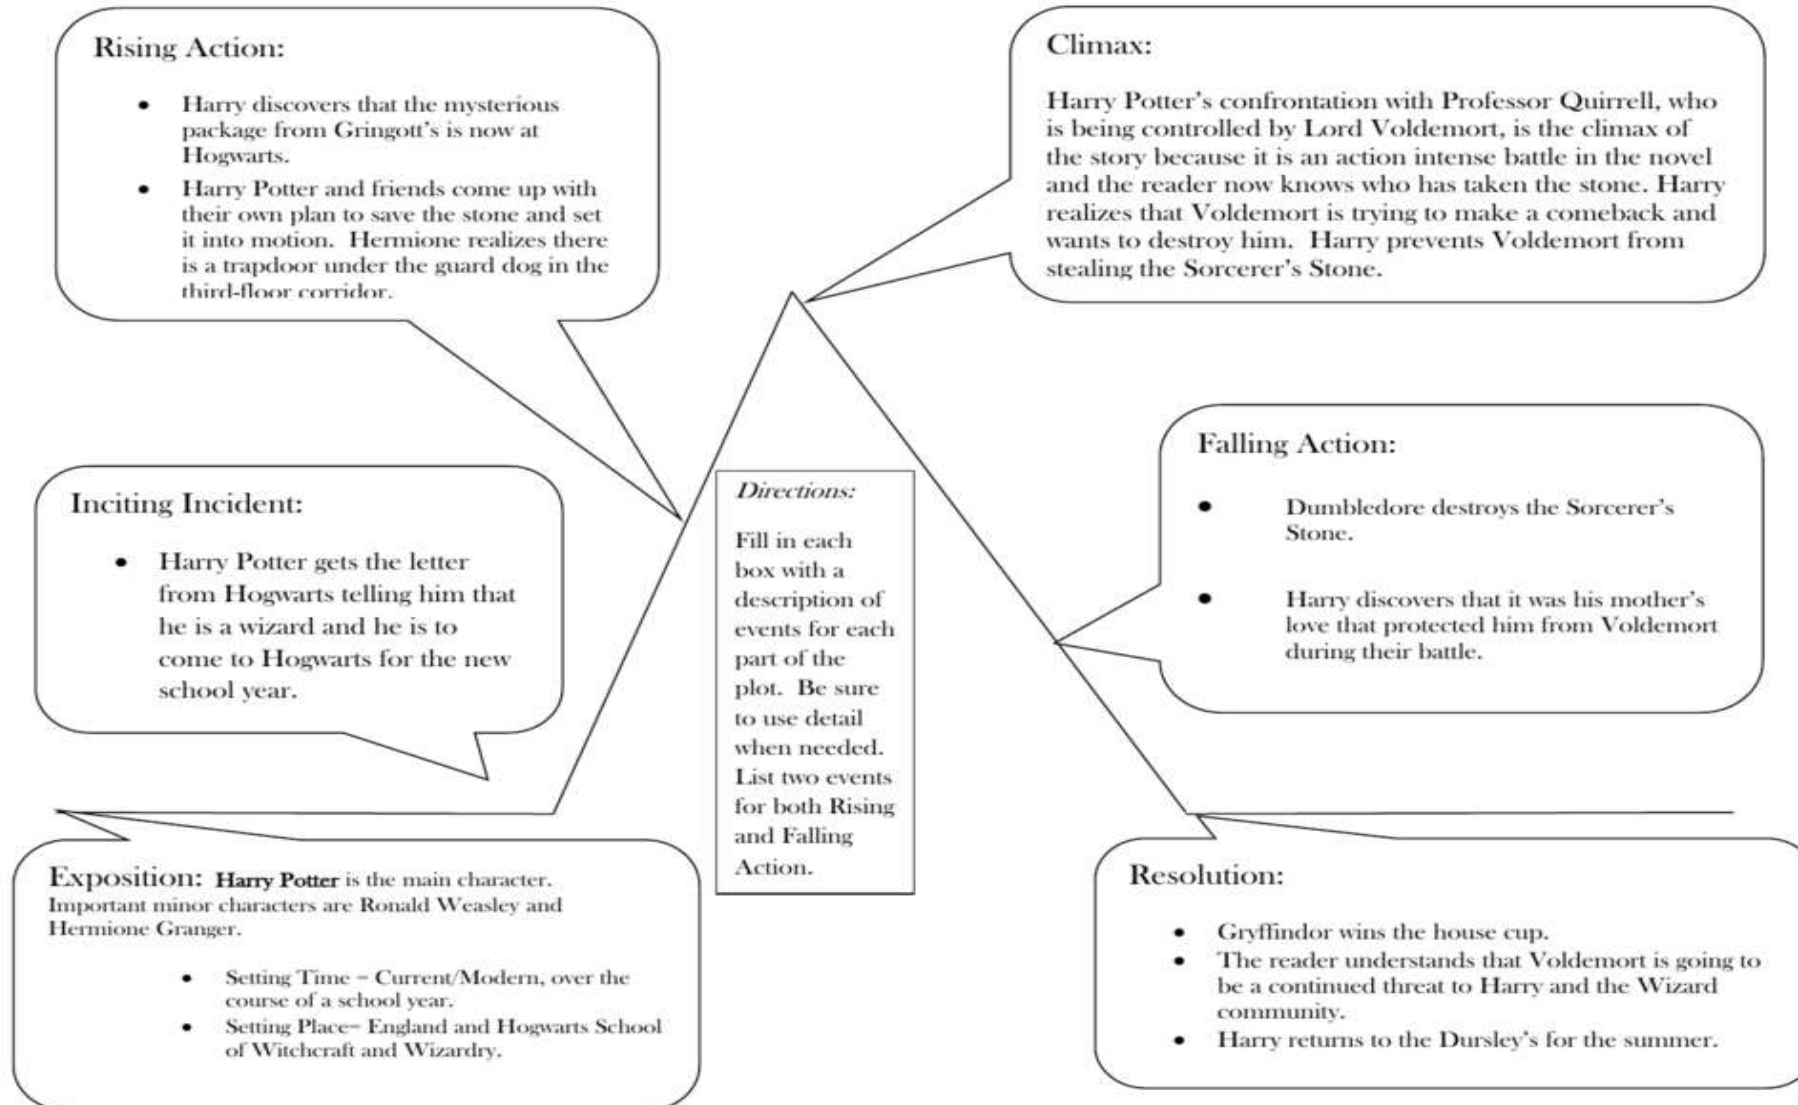 Rising Action:
• Harry discovers that the mysterious
package from Gringott's is now at
Hogwarts.
• Harry Potter and friends come up with
their own plan to save the stone and set
it into motion.  Hermione realizes there
is a trapdoor under the guard dog in the
third-floor corridor.
Climax:
Harry Potter's confrontation with Professor Quirrell, who
is being controlled by Lord Voldemort, is the climax of
the story because it is an action intense battle in the novel
and the reader now knows who has taken the stone. Harry
realizes that Voldemort is trying to make a comeback and
wants to destroy him.  Harry prevents Voldemort from
stealing the Sorcerer's Stone.
Inciting Incident:
• Harry Potter gets the letter
from Hogwarts telling him that
he is a wizard and he is to
come to Hogwarts for the new
school year.
Directions:
Fill in each
box with a
description of
events for each
part of the
plot.  Be sure
to use detail
when needed.
List two events
for both Rising
and Falling
Action.
Falling Action:
• Dumbledore destroys the Sorcerer's
Stone.
• Harry discovers that it was his mother's
love that protected him from Voldemort
during their battle.
Exposition: Harry Potter is the main character.
Important minor characters are Ronald Weasley and
Hermione Granger.
• Setting Time – Current/Modern, over the
course of a school year.
• Setting Place– England and Hogwarts School
of Witchcraft and Wizardry.
Resolution:
• Gryffindor wins the house cup.
• The reader understands that Voldemort is going to
be a continued threat to Harry and the Wizard
community.
• Harry returns to the Dursley's for the summer.